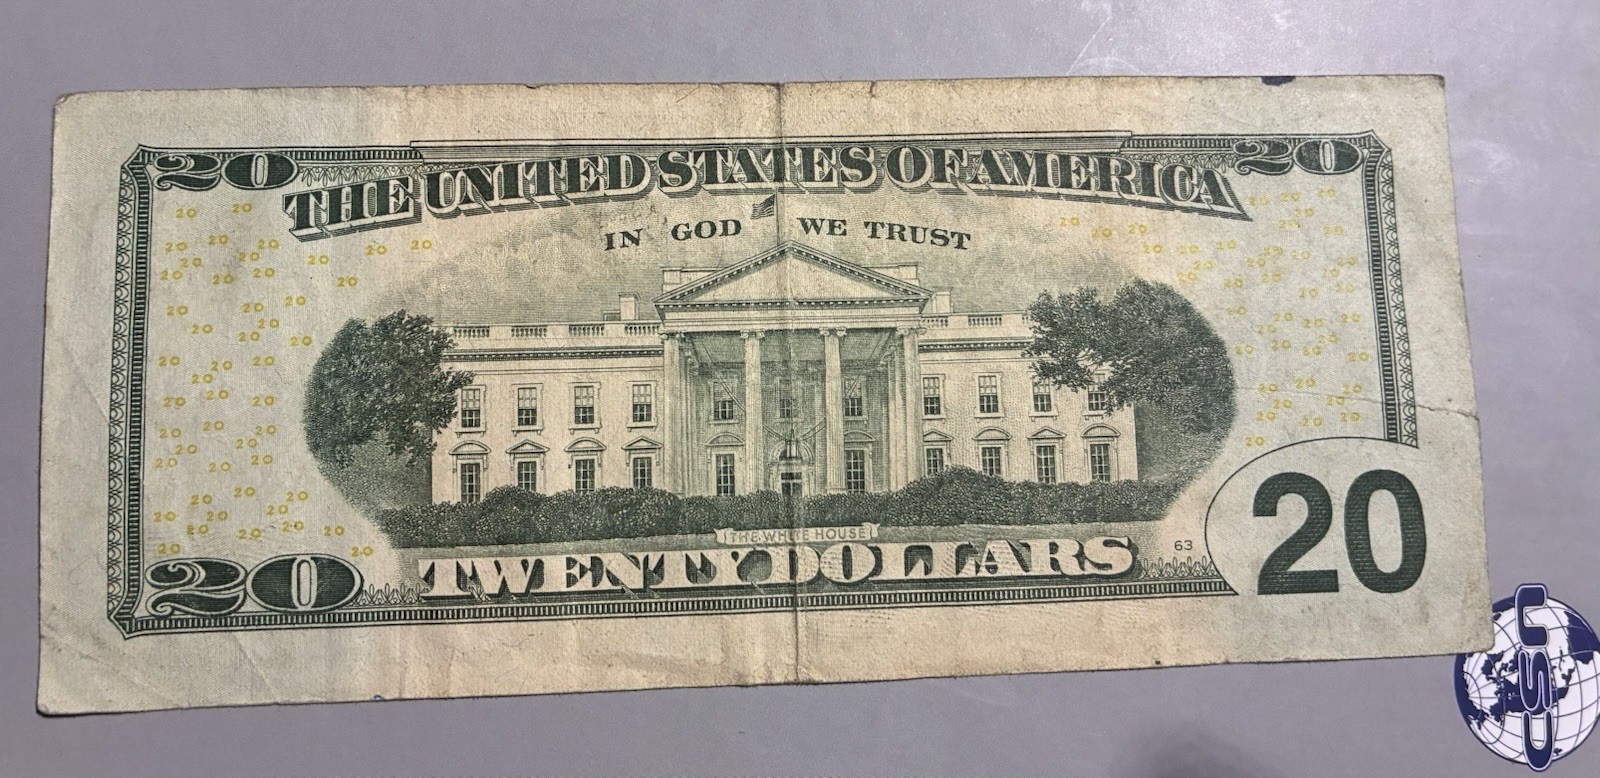 20 20
THE UNITED STATES OF AMERICA
IN GOD WE TRUST
THE WHITE HOUSE
TWENTY DOLLARS
63
20 20
USC